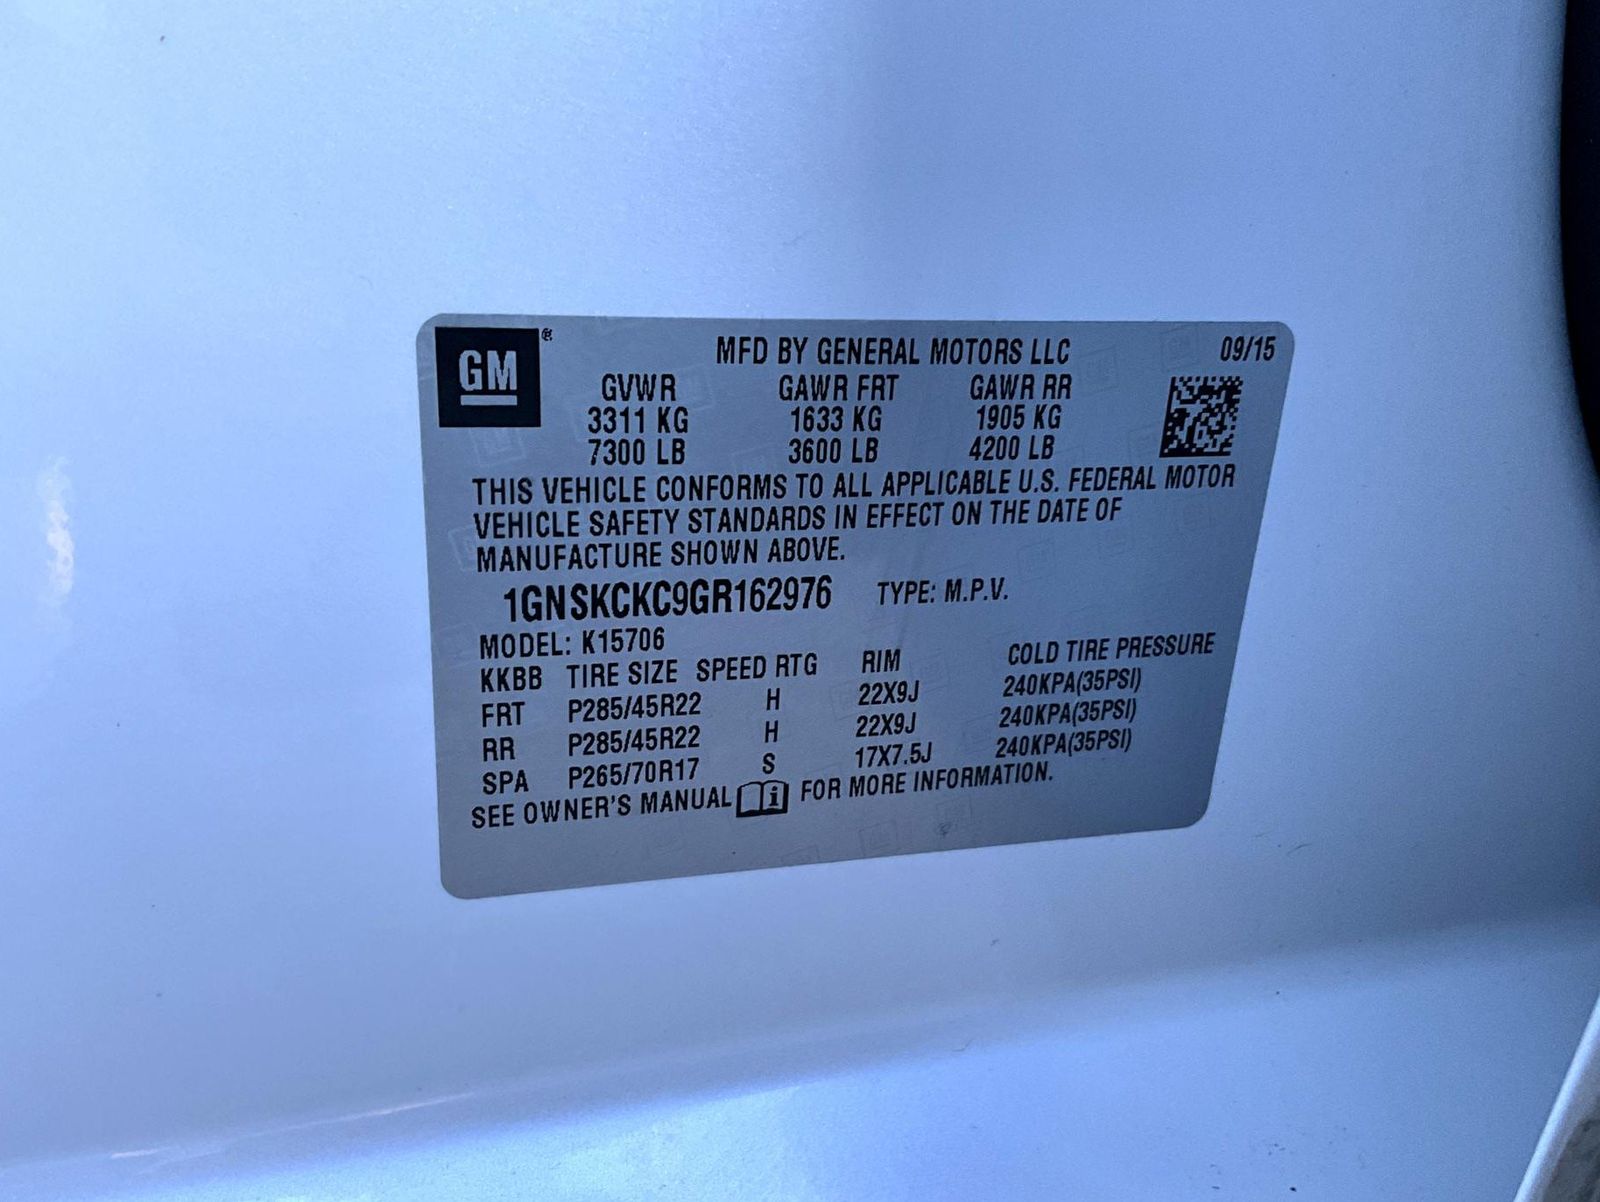 GM®
MFD BY GENERAL MOTORS LLC 09/15
GVWR GAWR FRT GAWR RR
3311 KG 1633 KG 1905 KG
7300 LB 3600 LB 4200 LB
THIS VEHICLE CONFORMS TO ALL APPLICABLE U.S. FEDERAL MOTOR
VEHICLE SAFETY STANDARDS IN EFFECT ON THE DATE OF
MANUFACTURE SHOWN ABOVE.
1GNSKCKC9GR162976 TYPE: M.P.V.
MODEL: K15706
KKBB TIRE SIZE SPEED RTG RIM COLD TIRE PRESSURE
FRT P285/45R22 H 22X9J 240KPA(35PSI)
RR P285/45R22 H 22X9J 240KPA(35PSI)
SPA P265/70R17 S 17X7.5J 240KPA(35PSI)
SEE OWNER'S MANUAL i FOR MORE INFORMATION.